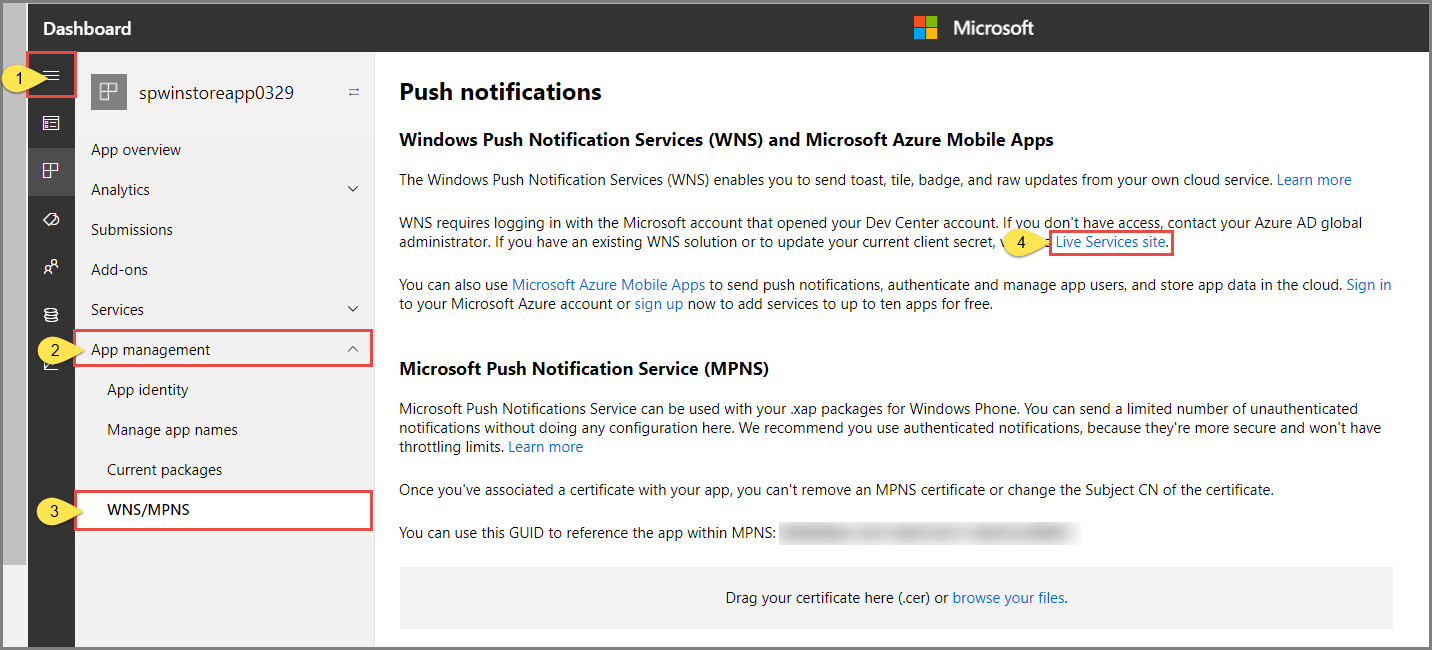 Dashboard
Microsoft
1
spwinstoreapp0329
App overview
Analytics
Submissions
Add-ons
Services
2
App management
App identity
Manage app names
Current packages
3
WNS/MPNS
Push notifications
Windows Push Notification Services (WNS) and Microsoft Azure Mobile Apps
The Windows Push Notification Services (WNS) enables you to send toast, tile, badge, and raw updates from your own cloud service. Learn more
WNS requires logging in with the Microsoft account that opened your Dev Center account. If you don't have access, contact your Azure AD global
administrator. If you have an existing WNS solution or to update your current client secret, 4 Live Services site.
You can also use Microsoft Azure Mobile Apps to send push notifications, authenticate and manage app users, and store app data in the cloud. Sign in
to your Microsoft Azure account or sign up now to add services to up to ten apps for free.
Microsoft Push Notification Service (MPNS)
Microsoft Push Notifications Service can be used with your .xap packages for Windows Phone. You can send a limited number of unauthenticated
notifications without doing any configuration here. We recommend you use authenticated notifications, because they're more secure and won't have
throttling limits. Learn more
Once you've associated a certificate with your app, you can't remove an MPNS certificate or change the Subject CN of the certificate.
You can use this GUID to reference the app within MPNS:
Drag your certificate here (.cer) or browse your files.